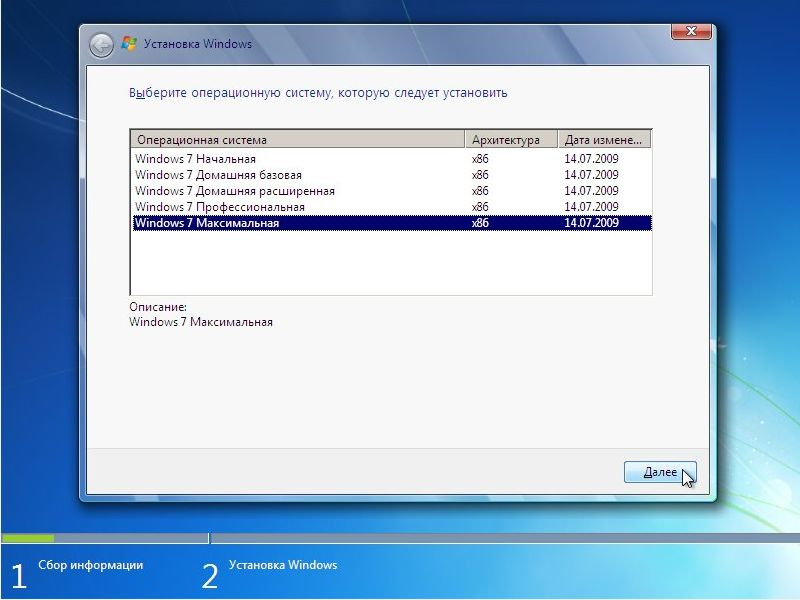 Установка Windows
Выберите операционную систему, которую следует установить
Операционная система Архитектура Дата измене...
Windows 7 Начальная x86 14.07.2009
Windows 7 Домашняя базовая x86 14.07.2009
Windows 7 Домашняя расширенная x86 14.07.2009
Windows 7 Профессиональная x86 14.07.2009
Windows 7 Максимальная x86 14.07.2009
Описание:
Windows 7 Максимальная
Далее
1 Сбор информации 2 Установка Windows